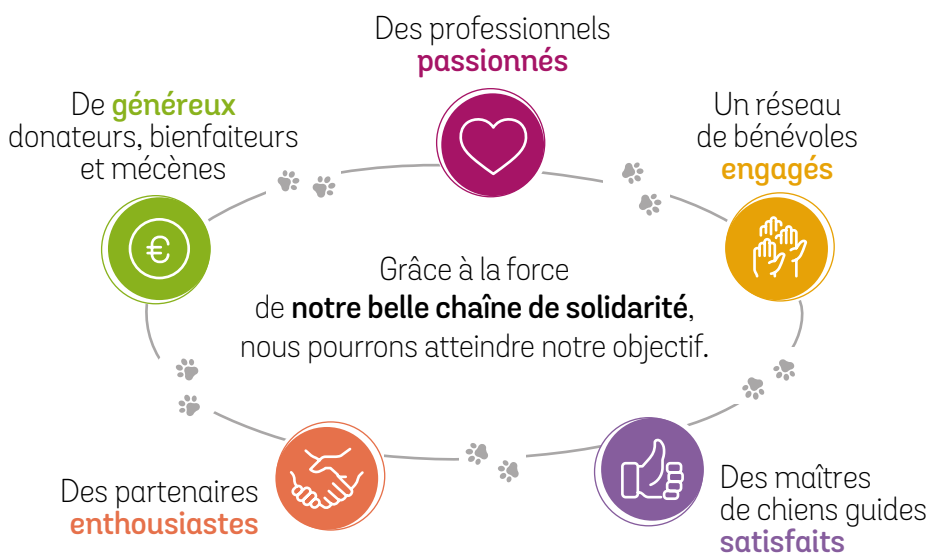 Des professionnels
passionnés
De généreux
donateurs, bienfaiteurs
et mécènes
Un réseau
de bénévoles
engagés
€
Grâce à la force
de notre belle chaîne de solidarité,
nous pourrons atteindre notre objectif.
Des partenaires
enthousiastes
Des maîtres
de chiens guides
satisfaits